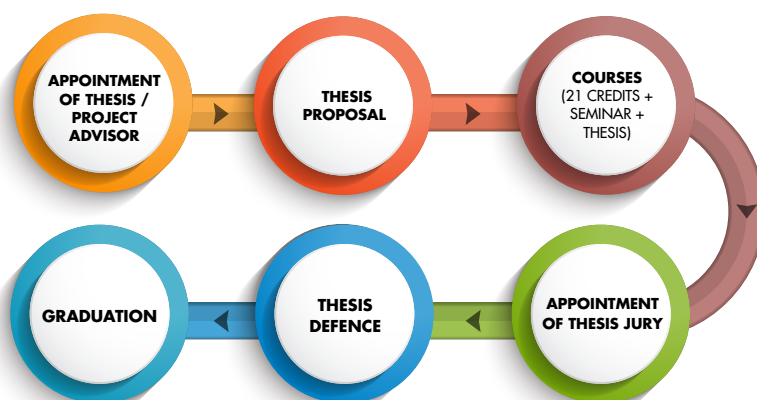 APPOINTMENT
OF THESIS /
PROJECT
ADVISOR
THESIS
PROPOSAL
COURSES
(21 CREDITS +
SEMINAR +
THESIS)
APPOINTMENT
OF THESIS JURY
THESIS
DEFENCE
GRADUATION